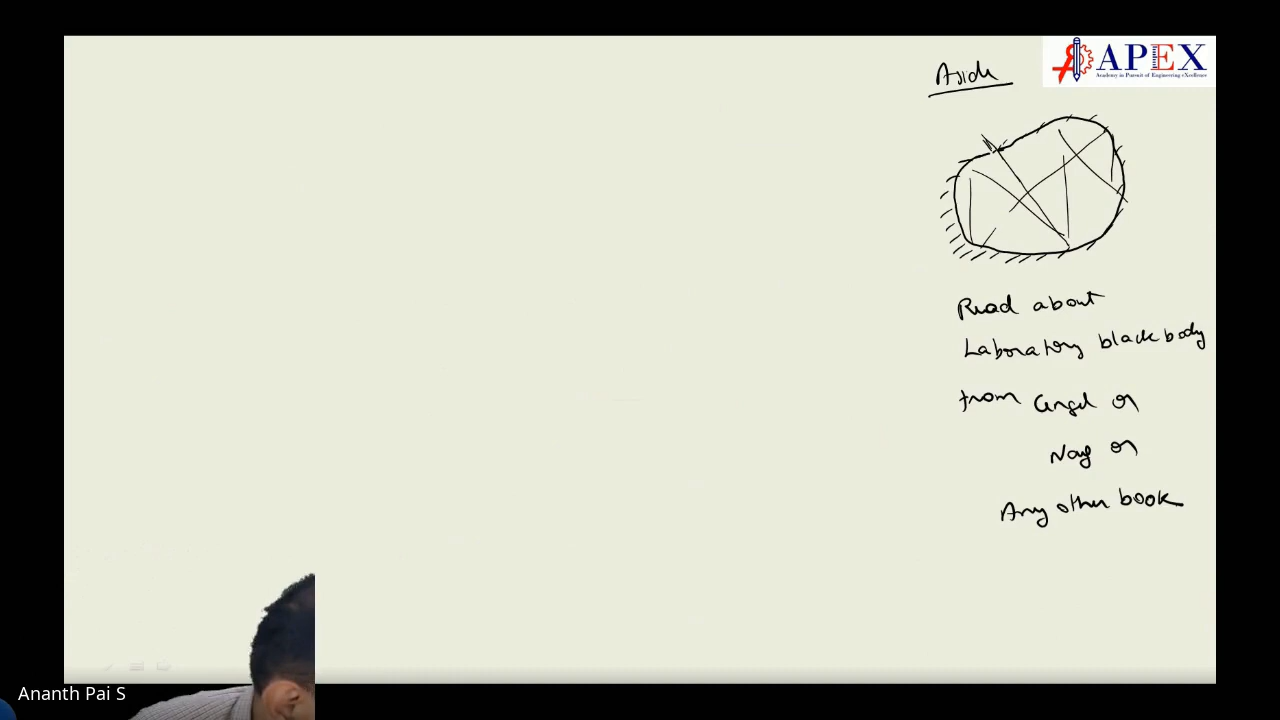 Aside
APEX
Academy in Pursuit of Engineering eXcellence
Read about
Laboratory blackbody
from Cengel or
Nag or
Any other book
Ananth Pai S